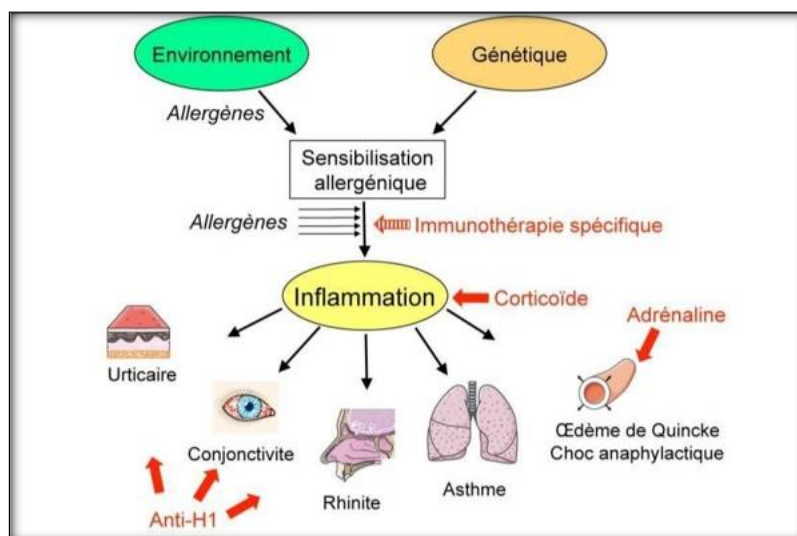 Environnement
Génétique
Allergènes
Sensibilisation
allergénique
Allergènes
Immunothérapie spécifique
Inflammation
Corticoïde
Adrénaline
Urticaire
Conjonctivite
Rhinite
Asthme
Œdème de Quincke
Choc anaphylactique
Anti-H1